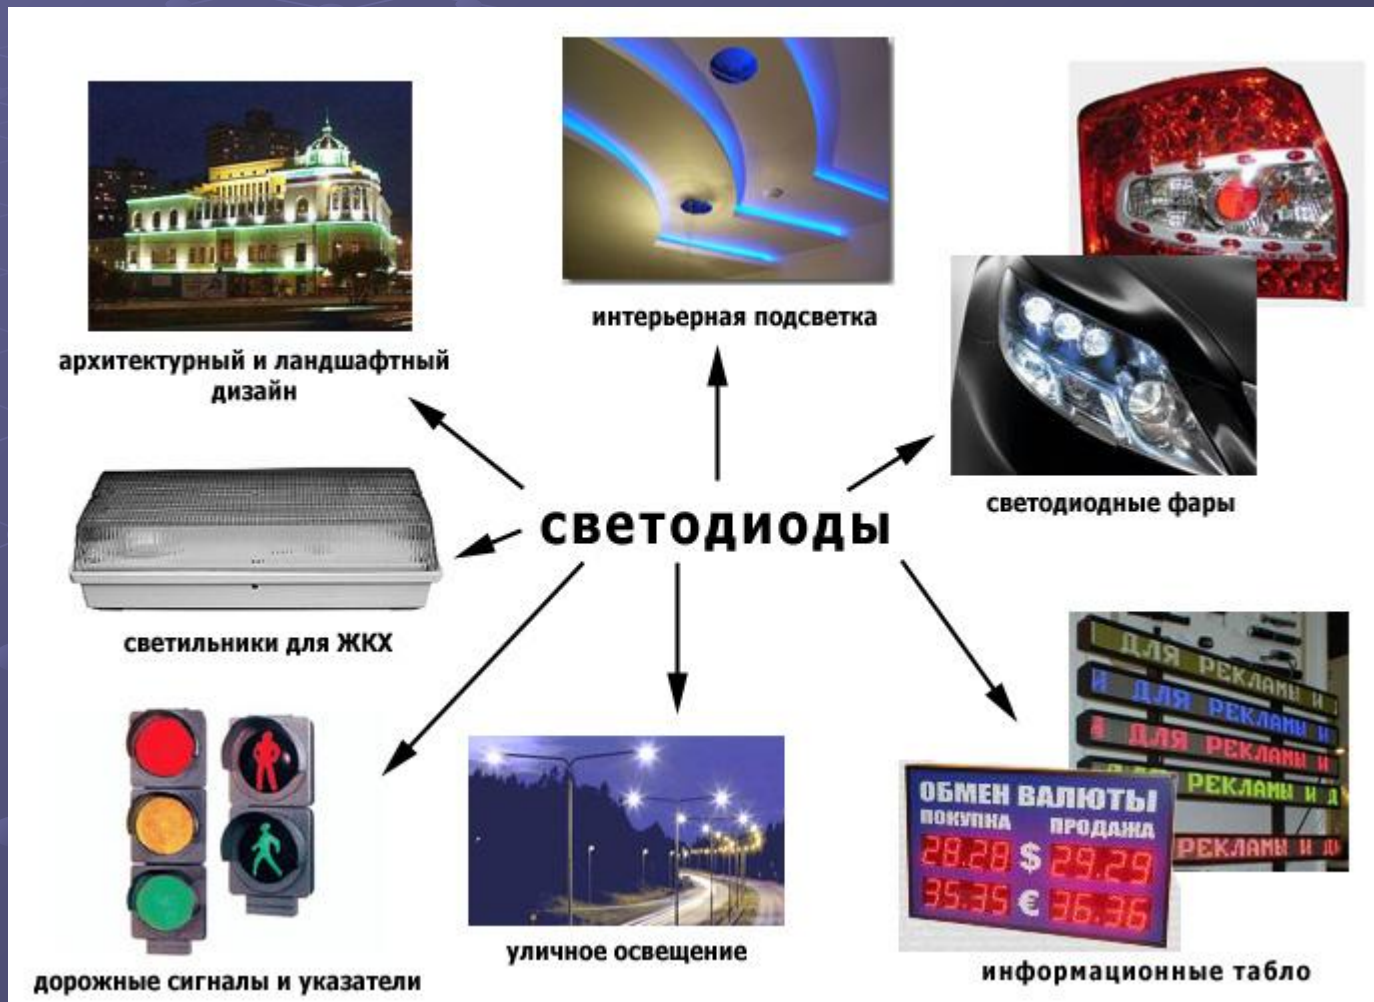 архитектурный и ландшафтный
дизайн
интерьерная подсветка
светодиодные фары
светодиоды
светильники для ЖКХ
дорожные сигналы и указатели
уличное освещение
ДЛЯ РЕКЛАМЫ И
И ДЛЯ РЕКЛАМЫ И
ДЛЯ РЕКЛАМЫ И
РЕКЛАМЫ И Д
РЕКЛАМЫ И ДИ
ОБМЕН ВАЛЮТЫ
ПОКУПКА ПРОДАЖА
28.28 $ 29.29
35.35 € 36.36
информационные табло